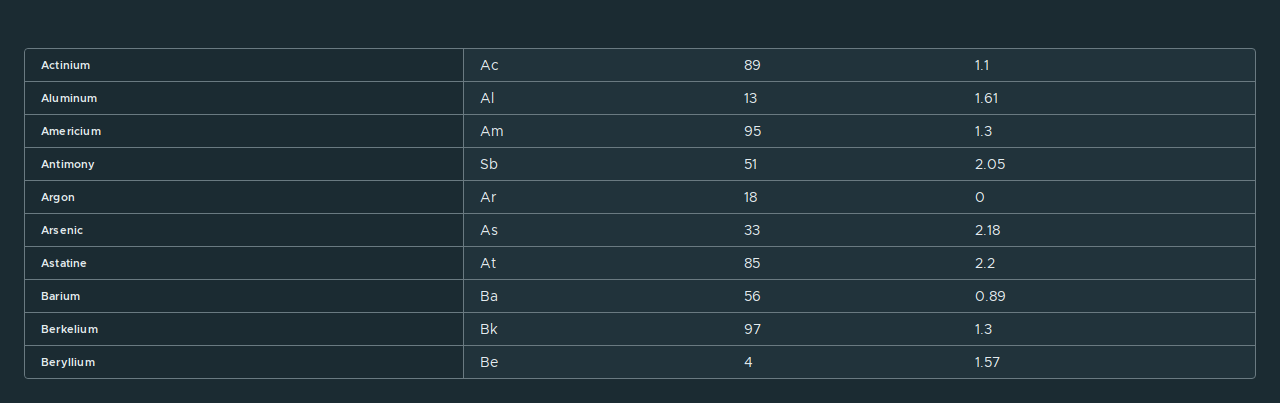 Actinium Ac 89 1.1
Aluminum Al 13 1.61
Americium Am 95 1.3
Antimony Sb 51 2.05
Argon Ar 18 0
Arsenic As 33 2.18
Astatine At 85 2.2
Barium Ba 56 0.89
Berkelium Bk 97 1.3
Beryllium Be 4 1.57